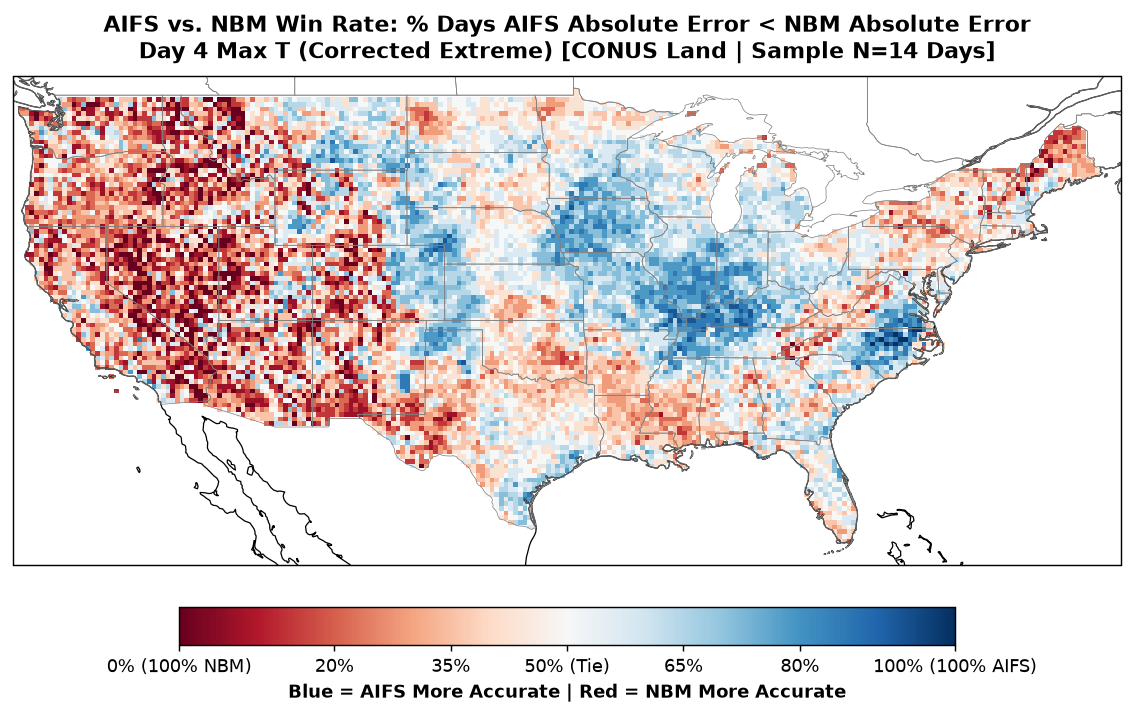 AIFS vs. NBM Win Rate: % Days AIFS Absolute Error < NBM Absolute Error
Day 4 Max T (Corrected Extreme) [CONUS Land | Sample N=14 Days]
0% (100% NBM) 20% 35% 50% (Tie) 65% 80% 100% (100% AIFS)
Blue = AIFS More Accurate | Red = NBM More Accurate